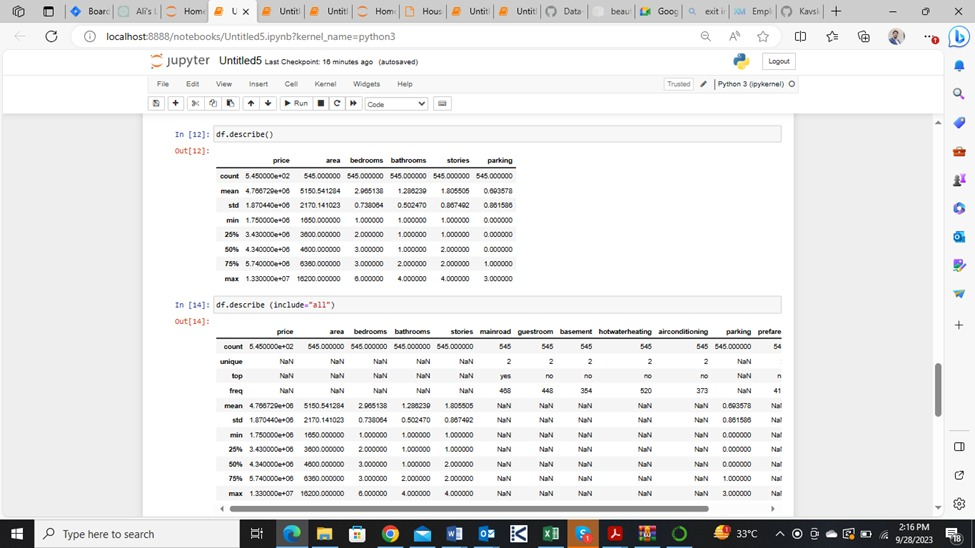 Board
Ali's L
Home
U
Untitl
Untitl
Home
Hous
Untitl
Untitl
Data-
beaut
Goog
exit in
Empl
Kavsk
localhost:8888/notebooks/Untitled5.ipynb?kernel_name=python3
jupyter Untitled5 Last Checkpoint: 16 minutes ago (autosaved)
Logout
File Edit View Insert Cell Kernel Widgets Help
Trusted Python 3 (ipykernel)
Run Code
In [12]: df.describe()
Out[12]:
price area bedrooms bathrooms stories parking
count 5.450000e+02 545.000000 545.000000 545.000000 545.000000 545.000000
mean 4.766729e+06 5150.541284 2.965138 1.286239 1.805505 0.693578
std 1.870440e+06 2170.141023 0.738064 0.502470 0.867492 0.861586
min 1.750000e+06 1650.000000 1.000000 1.000000 1.000000 0.000000
25% 3.430000e+06 3600.000000 2.000000 1.000000 1.000000 0.000000
50% 4.340000e+06 4600.000000 3.000000 1.000000 2.000000 0.000000
75% 5.740000e+06 6360.000000 3.000000 2.000000 2.000000 1.000000
max 1.330000e+07 16200.000000 6.000000 4.000000 4.000000 3.000000
In [14]: df.describe (include="all")
Out[14]:
price area bedrooms bathrooms stories mainroad guestroom basement hotwaterheating airconditioning parking prefare
count 5.450000e+02 545.000000 545.000000 545.000000 545.000000 545 545 545 545 545 545.000000 54
unique NaN NaN NaN NaN NaN 2 2 2 2 2 NaN
top NaN NaN NaN NaN NaN yes no no no no NaN n
freq NaN NaN NaN NaN NaN 468 448 354 520 373 NaN 41
mean 4.766729e+06 5150.541284 2.965138 1.286239 1.805505 NaN NaN NaN NaN NaN 0.693578 Nal
std 1.870440e+06 2170.141023 0.738064 0.502470 0.867492 NaN NaN NaN NaN NaN 0.861586 Nal
min 1.750000e+06 1650.000000 1.000000 1.000000 1.000000 NaN NaN NaN NaN NaN 0.000000 Nal
25% 3.430000e+06 3600.000000 2.000000 1.000000 1.000000 NaN NaN NaN NaN NaN 0.000000 Nal
50% 4.340000e+06 4600.000000 3.000000 1.000000 2.000000 NaN NaN NaN NaN NaN 0.000000 Nal
75% 5.740000e+06 6360.000000 3.000000 2.000000 2.000000 NaN NaN NaN NaN NaN 1.000000 Nal
max 1.330000e+07 16200.000000 6.000000 4.000000 4.000000 NaN NaN NaN NaN NaN 3.000000 Nal
Type here to search
33°C
2:16 PM
9/28/2023
18